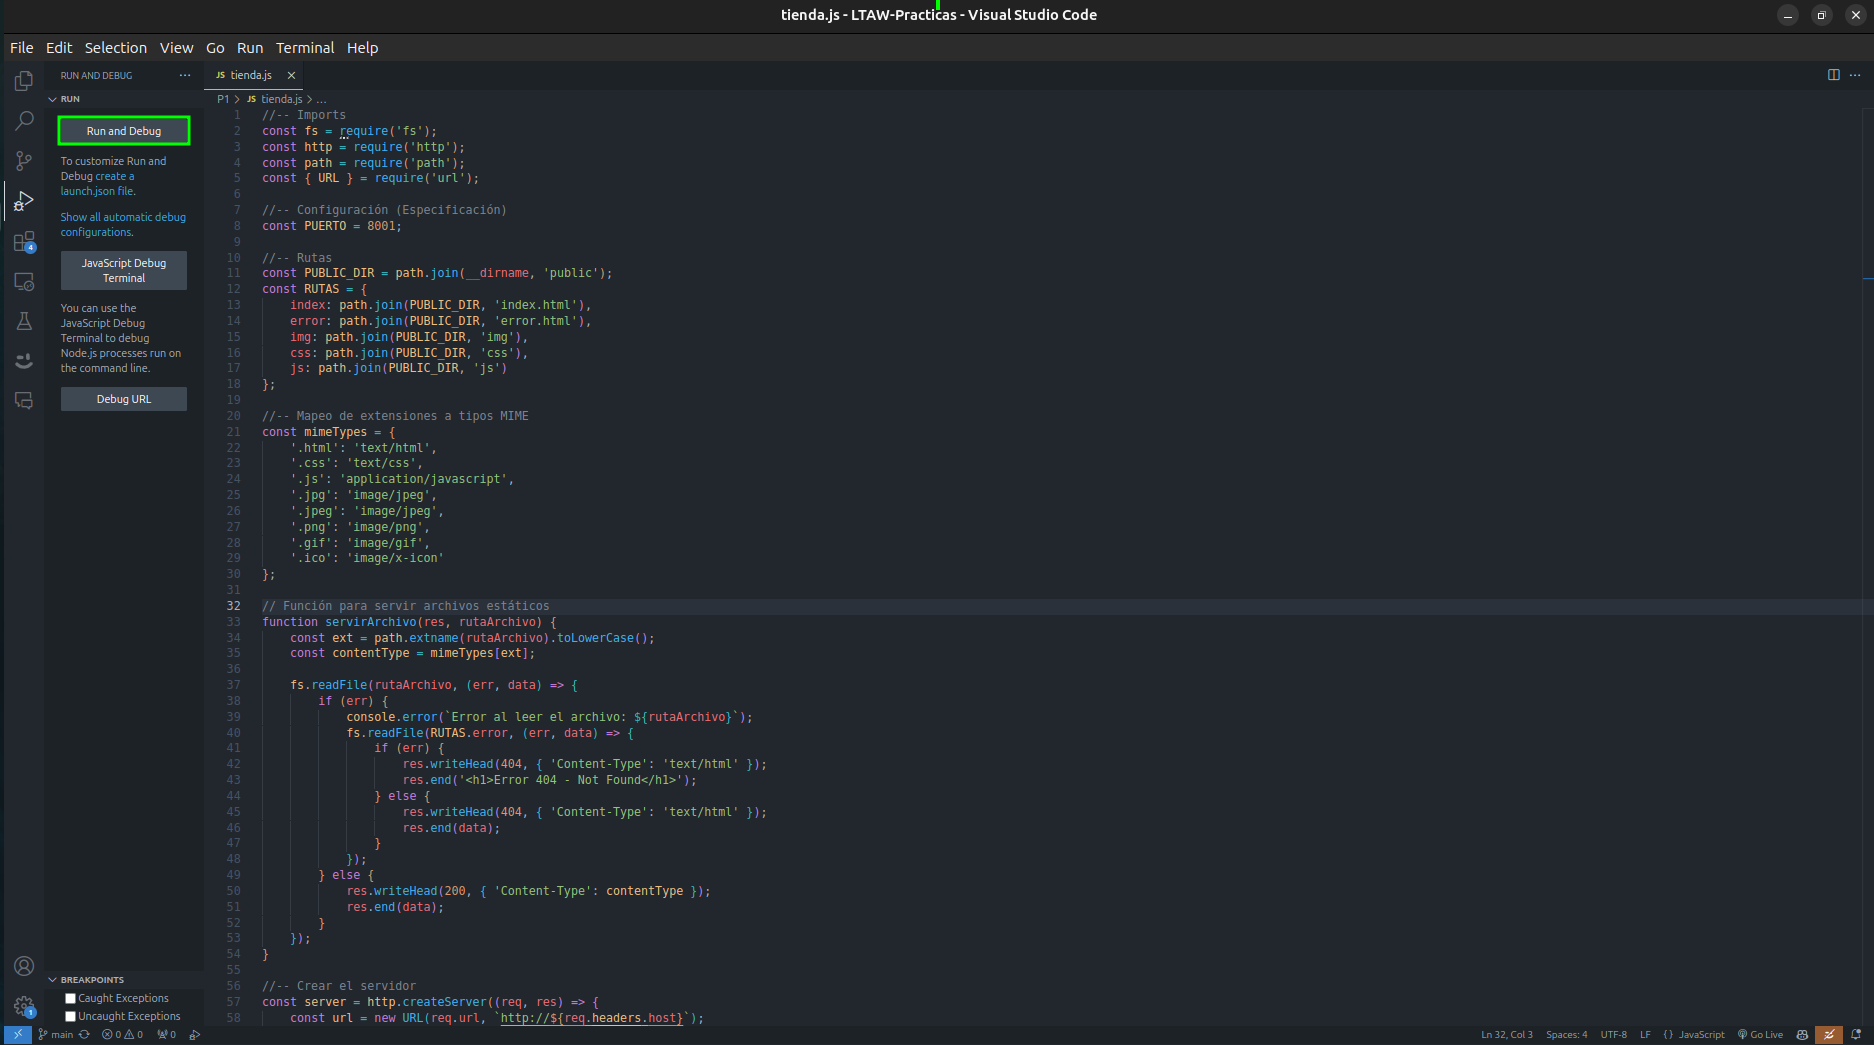 tienda.js - LTAW-Practicas - Visual Studio Code
File Edit Selection View Go Run Terminal Help
RUN AND DEBUG
RUN
Run and Debug
To customize Run and
Debug create a
launch.json file.
Show all automatic debug
configurations.
JavaScript Debug
Terminal
You can use the
JavaScript Debug
Terminal to debug
Node.js processes run on
the command line.
Debug URL
BREAKPOINTS
Caught Exceptions
Uncaught Exceptions
4
1
JS tienda.js
P1 > JS tienda.js > ...
1 //-- Imports
2 const fs = require('fs');
3 const http = require('http');
4 const path = require('path');
5 const { URL } = require('url');
6
7 //-- Configuración (Especificación)
8 const PUERTO = 8001;
9
10 //-- Rutas
11 const PUBLIC_DIR = path.join(__dirname, 'public');
12 const RUTAS = {
13     index: path.join(PUBLIC_DIR, 'index.html'),
14     error: path.join(PUBLIC_DIR, 'error.html'),
15     img: path.join(PUBLIC_DIR, 'img'),
16     css: path.join(PUBLIC_DIR, 'css'),
17     js: path.join(PUBLIC_DIR, 'js')
18 };
19
20 //-- Mapeo de extensiones a tipos MIME
21 const mimeTypes = {
22     '.html': 'text/html',
23     '.css': 'text/css',
24     '.js': 'application/javascript',
25     '.jpg': 'image/jpeg',
26     '.jpeg': 'image/jpeg',
27     '.png': 'image/png',
28     '.gif': 'image/gif',
29     '.ico': 'image/x-icon'
30 };
31
32 // Función para servir archivos estáticos
33 function servirArchivo(res, rutaArchivo) {
34     const ext = path.extname(rutaArchivo).toLowerCase();
35     const contentType = mimeTypes[ext];
36
37     fs.readFile(rutaArchivo, (err, data) => {
38         if (err) {
39             console.error(`Error al leer el archivo: ${rutaArchivo}`);
40             fs.readFile(RUTAS.error, (err, data) => {
41                 if (err) {
42                     res.writeHead(404, { 'Content-Type': 'text/html' });
43                     res.end('<h1>Error 404 - Not Found</h1>');
44                 } else {
45                     res.writeHead(404, { 'Content-Type': 'text/html' });
46                     res.end(data);
47                 }
48             });
49         } else {
50             res.writeHead(200, { 'Content-Type': contentType });
51             res.end(data);
52         }
53     });
54 }
55
56 //-- Crear el servidor
57 const server = http.createServer((req, res) => {
58     const url = new URL(req.url, `http://${req.headers.host}`);
main 0 0 0 Ln 32, Col 3 Spaces: 4 UTF-8 LF {} JavaScript Go Live